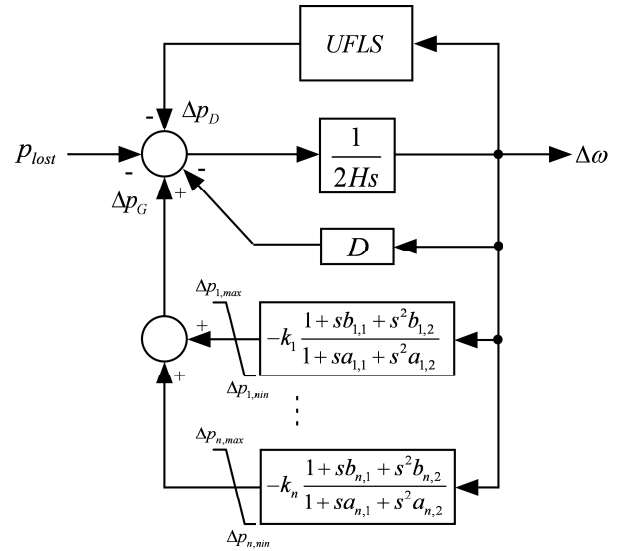 UFLS
-
Δp_D
p_lost
-
-
1/2Hs
Δω
Δp_G
+
D
Δp_1,max
+
-k_1 (1 + sb_1,1 + s^2 b_1,2)/(1 + sa_1,1 + s^2 a_1,2)
+
Δp_1,nin
⋮
Δp_n,max
-k_n (1 + sb_n,1 + s^2 b_n,2)/(1 + sa_n,1 + s^2 a_n,2)
Δp_n,nin